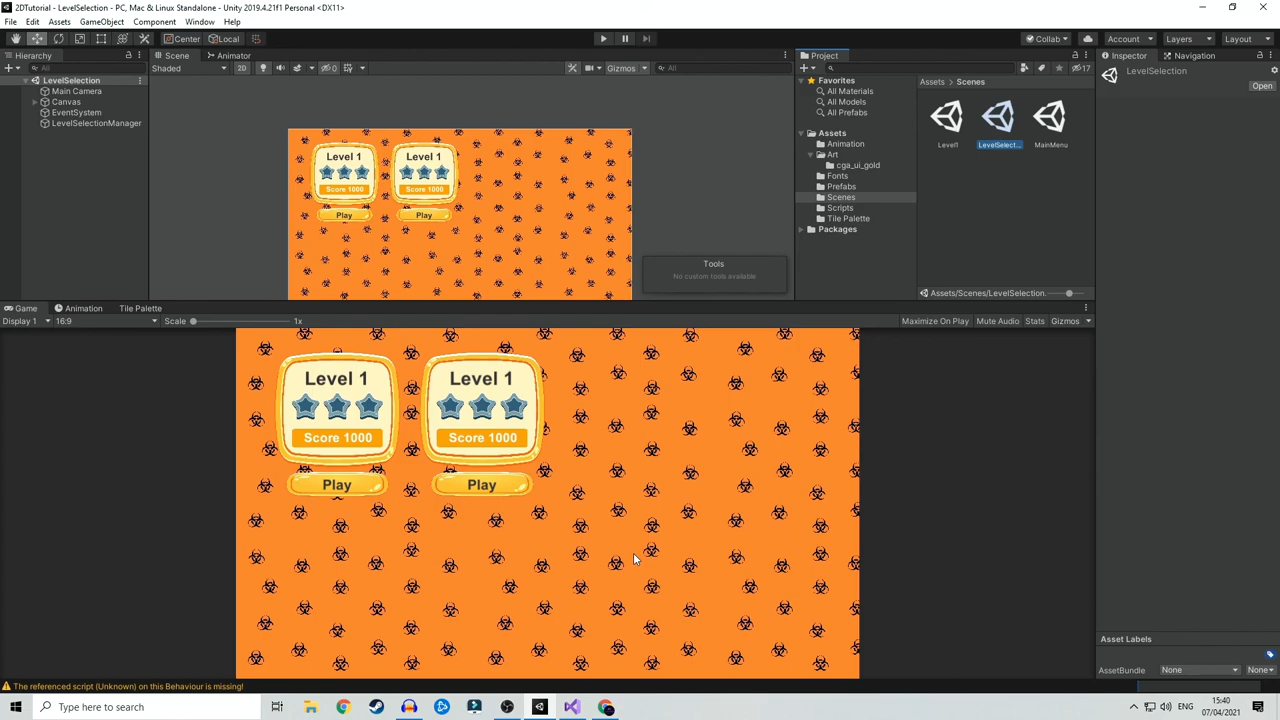 2DTutorial - LevelSelection - PC, Mac & Linux Standalone - Unity 2019.4.21f1 Personal <DX11>
File Edit Assets GameObject Component Window Help
Center Local Collab Account Layers Layout
Hierarchy Scene Animator Project Inspector Navigation
All Shaded 2D 0 Gizmos All 17
LevelSelection
Main Camera
Canvas
EventSystem
LevelSelectionManager
Level 1 Level 1
Score 1000 Score 1000
Play Play
Tools
No custom tools available
Favorites
All Materials
All Models
All Prefabs
Assets
Animation
Art
cga_ui_gold
Fonts
Prefabs
Scenes
Scripts
Tile Palette
Packages
Assets Scenes
Level1 LevelSelect... MainMenu
Assets/Scenes/LevelSelection.
LevelSelection
Open
Game Animation Tile Palette
Display 1 16:9 Scale 1x Maximize On Play Mute Audio Stats Gizmos
Level 1 Level 1
Score 1000 Score 1000
Play Play
Asset Labels
AssetBundle None None
The referenced script (Unknown) on this Behaviour is missing!
Type here to search
ENG
15:40
07/04/2021